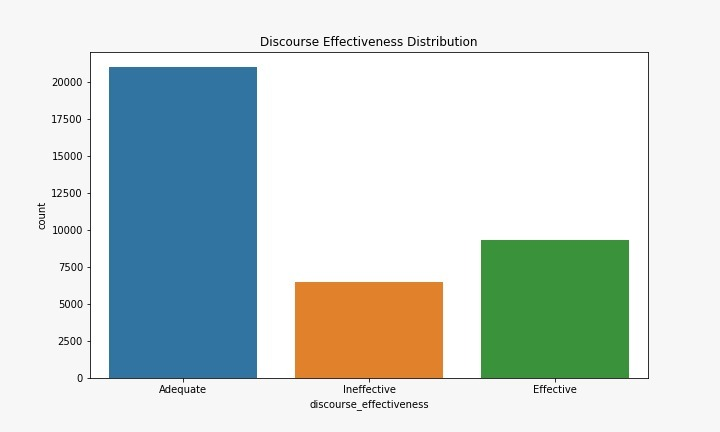 Discourse Effectiveness Distribution
20000
17500
15000
12500
10000
7500
5000
2500
0
count
Adequate Ineffective Effective
discourse_effectiveness